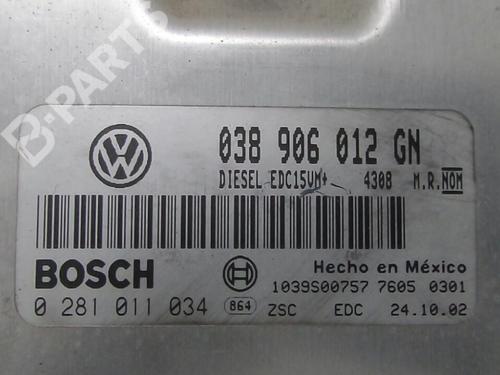 B-PARTS
038 906 012 GN
DIESEL EDC15VM+ 4308 M.R.NOM
BOSCH
Hecho en México
0 281 011 034 864 1039S00757 7605 0301
ZSC EDC 24.10.02